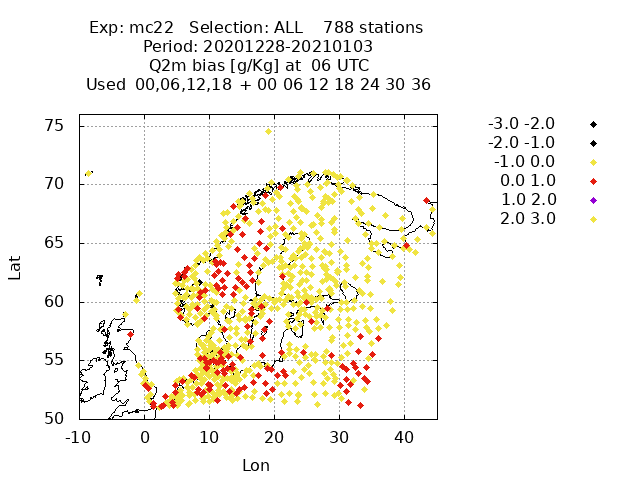 Exp: mc22 Selection: ALL 788 stations
Period: 20201228-20210103
Q2m bias [g/Kg] at 06 UTC
Used 00,06,12,18 + 00 06 12 18 24 30 36
-3.0 -2.0
-2.0 -1.0
-1.0 0.0
0.0 1.0
1.0 2.0
2.0 3.0
75
70
65
60
55
50
Lat
-10 0 10 20 30 40
Lon